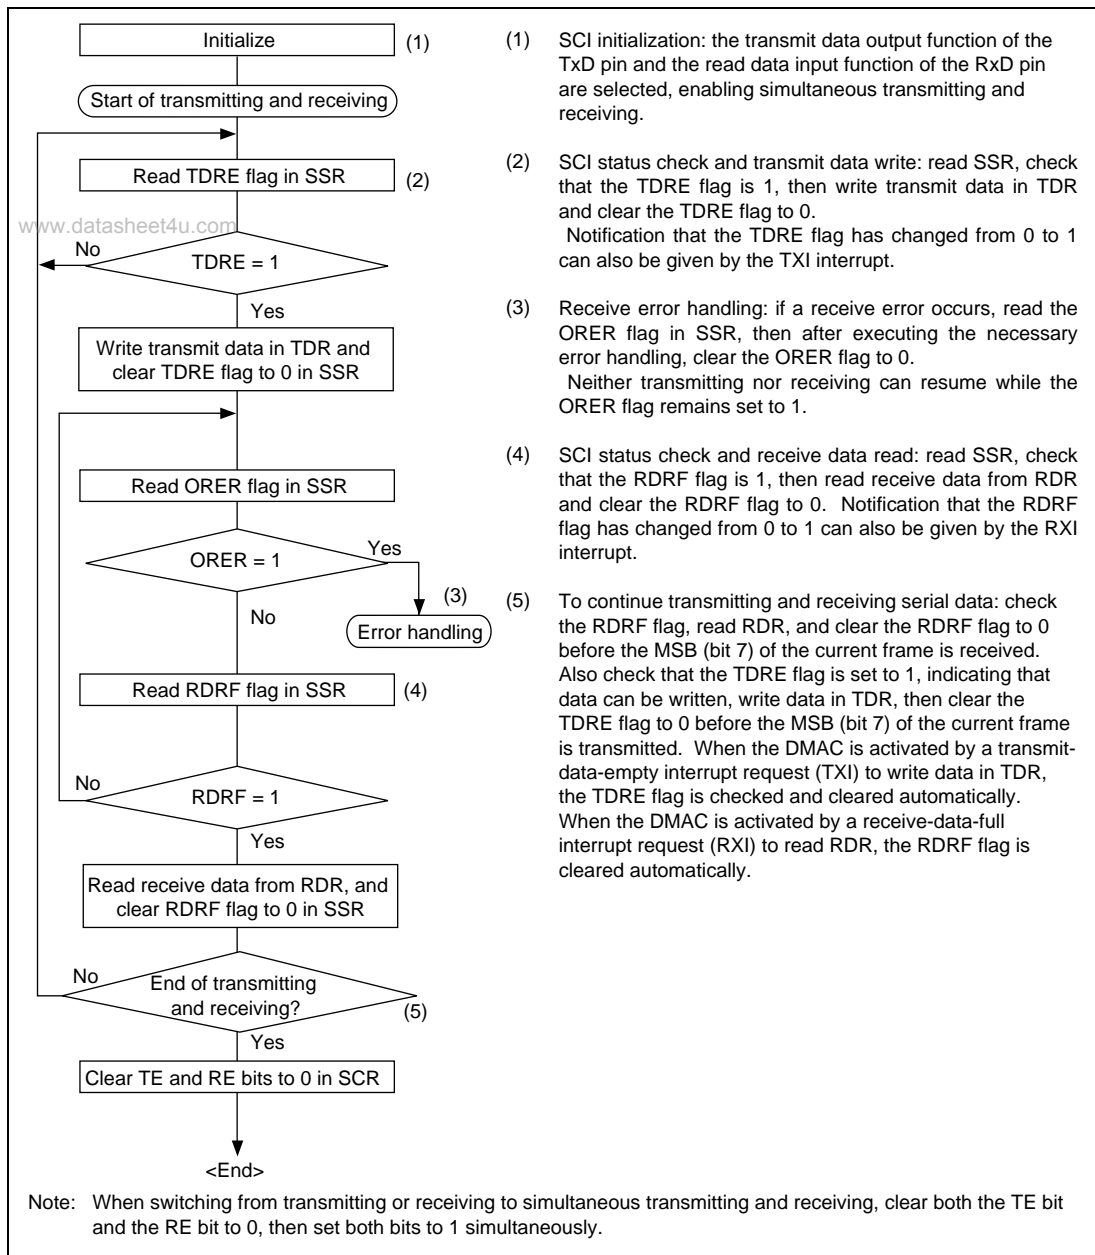 Initialize
(1)
Start of transmitting and receiving
Read TDRE flag in SSR
(2)
www.datasheet4u.com
No
TDRE = 1
Yes
Write transmit data in TDR and
clear TDRE flag to 0 in SSR
Read ORER flag in SSR
Yes
ORER = 1
(3)
No
Error handling
Read RDRF flag in SSR
(4)
No
RDRF = 1
Yes
Read receive data from RDR, and
clear RDRF flag to 0 in SSR
No
End of transmitting
and receiving?
(5)
Yes
Clear TE and RE bits to 0 in SCR
<End>
(1) SCI initialization: the transmit data output function of the
TxD pin and the read data input function of the RxD pin
are selected, enabling simultaneous transmitting and
receiving.
(2) SCI status check and transmit data write: read SSR, check
that the TDRE flag is 1, then write transmit data in TDR
and clear the TDRE flag to 0.
Notification that the TDRE flag has changed from 0 to 1
can also be given by the TXI interrupt.
(3) Receive error handling: if a receive error occurs, read the
ORER flag in SSR, then after executing the necessary
error handling, clear the ORER flag to 0.
Neither transmitting nor receiving can resume while the
ORER flag remains set to 1.
(4) SCI status check and receive data read: read SSR, check
that the RDRF flag is 1, then read receive data from RDR
and clear the RDRF flag to 0. Notification that the RDRF
flag has changed from 0 to 1 can also be given by the RXI
interrupt.
(5) To continue transmitting and receiving serial data: check
the RDRF flag, read RDR, and clear the RDRF flag to 0
before the MSB (bit 7) of the current frame is received.
Also check that the TDRE flag is set to 1, indicating that
data can be written, write data in TDR, then clear the
TDRE flag to 0 before the MSB (bit 7) of the current frame
is transmitted. When the DMAC is activated by a transmit-
data-empty interrupt request (TXI) to write data in TDR,
the TDRE flag is checked and cleared automatically.
When the DMAC is activated by a receive-data-full
interrupt request (RXI) to read RDR, the RDRF flag is
cleared automatically.
Note: When switching from transmitting or receiving to simultaneous transmitting and receiving, clear both the TE bit
and the RE bit to 0, then set both bits to 1 simultaneously.